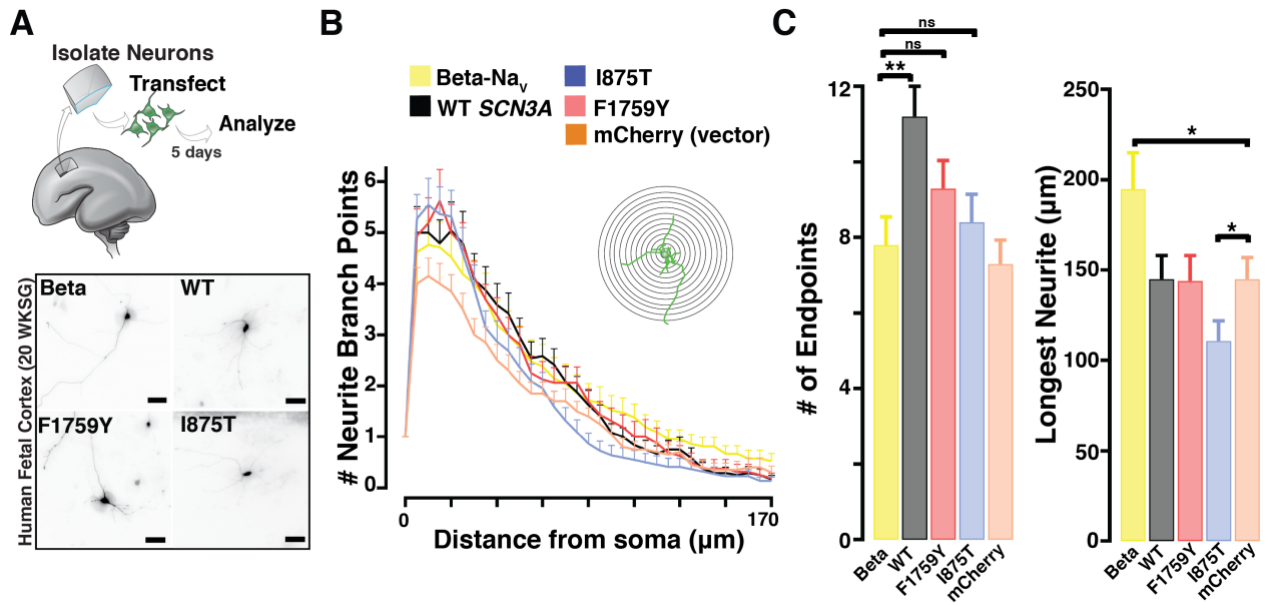 A
Isolate Neurons
Transfect
Analyze
5 days
Human Fetal Cortex (20 WKSG)
Beta
WT
F1759Y
I875T
B
Beta-Nav
WT SCN3A
I875T
F1759Y
mCherry (vector)
# Neurite Branch Points
6
5
4
3
2
1
0
0
170
Distance from soma (µm)
C
ns
ns
**
# of Endpoints
12
8
4
0
Beta
WT
F1759Y
I875T
mCherry
Longest Neurite (µm)
250
200
150
100
50
0
*
*
Beta
WT
F1759Y
I875T
mCherry